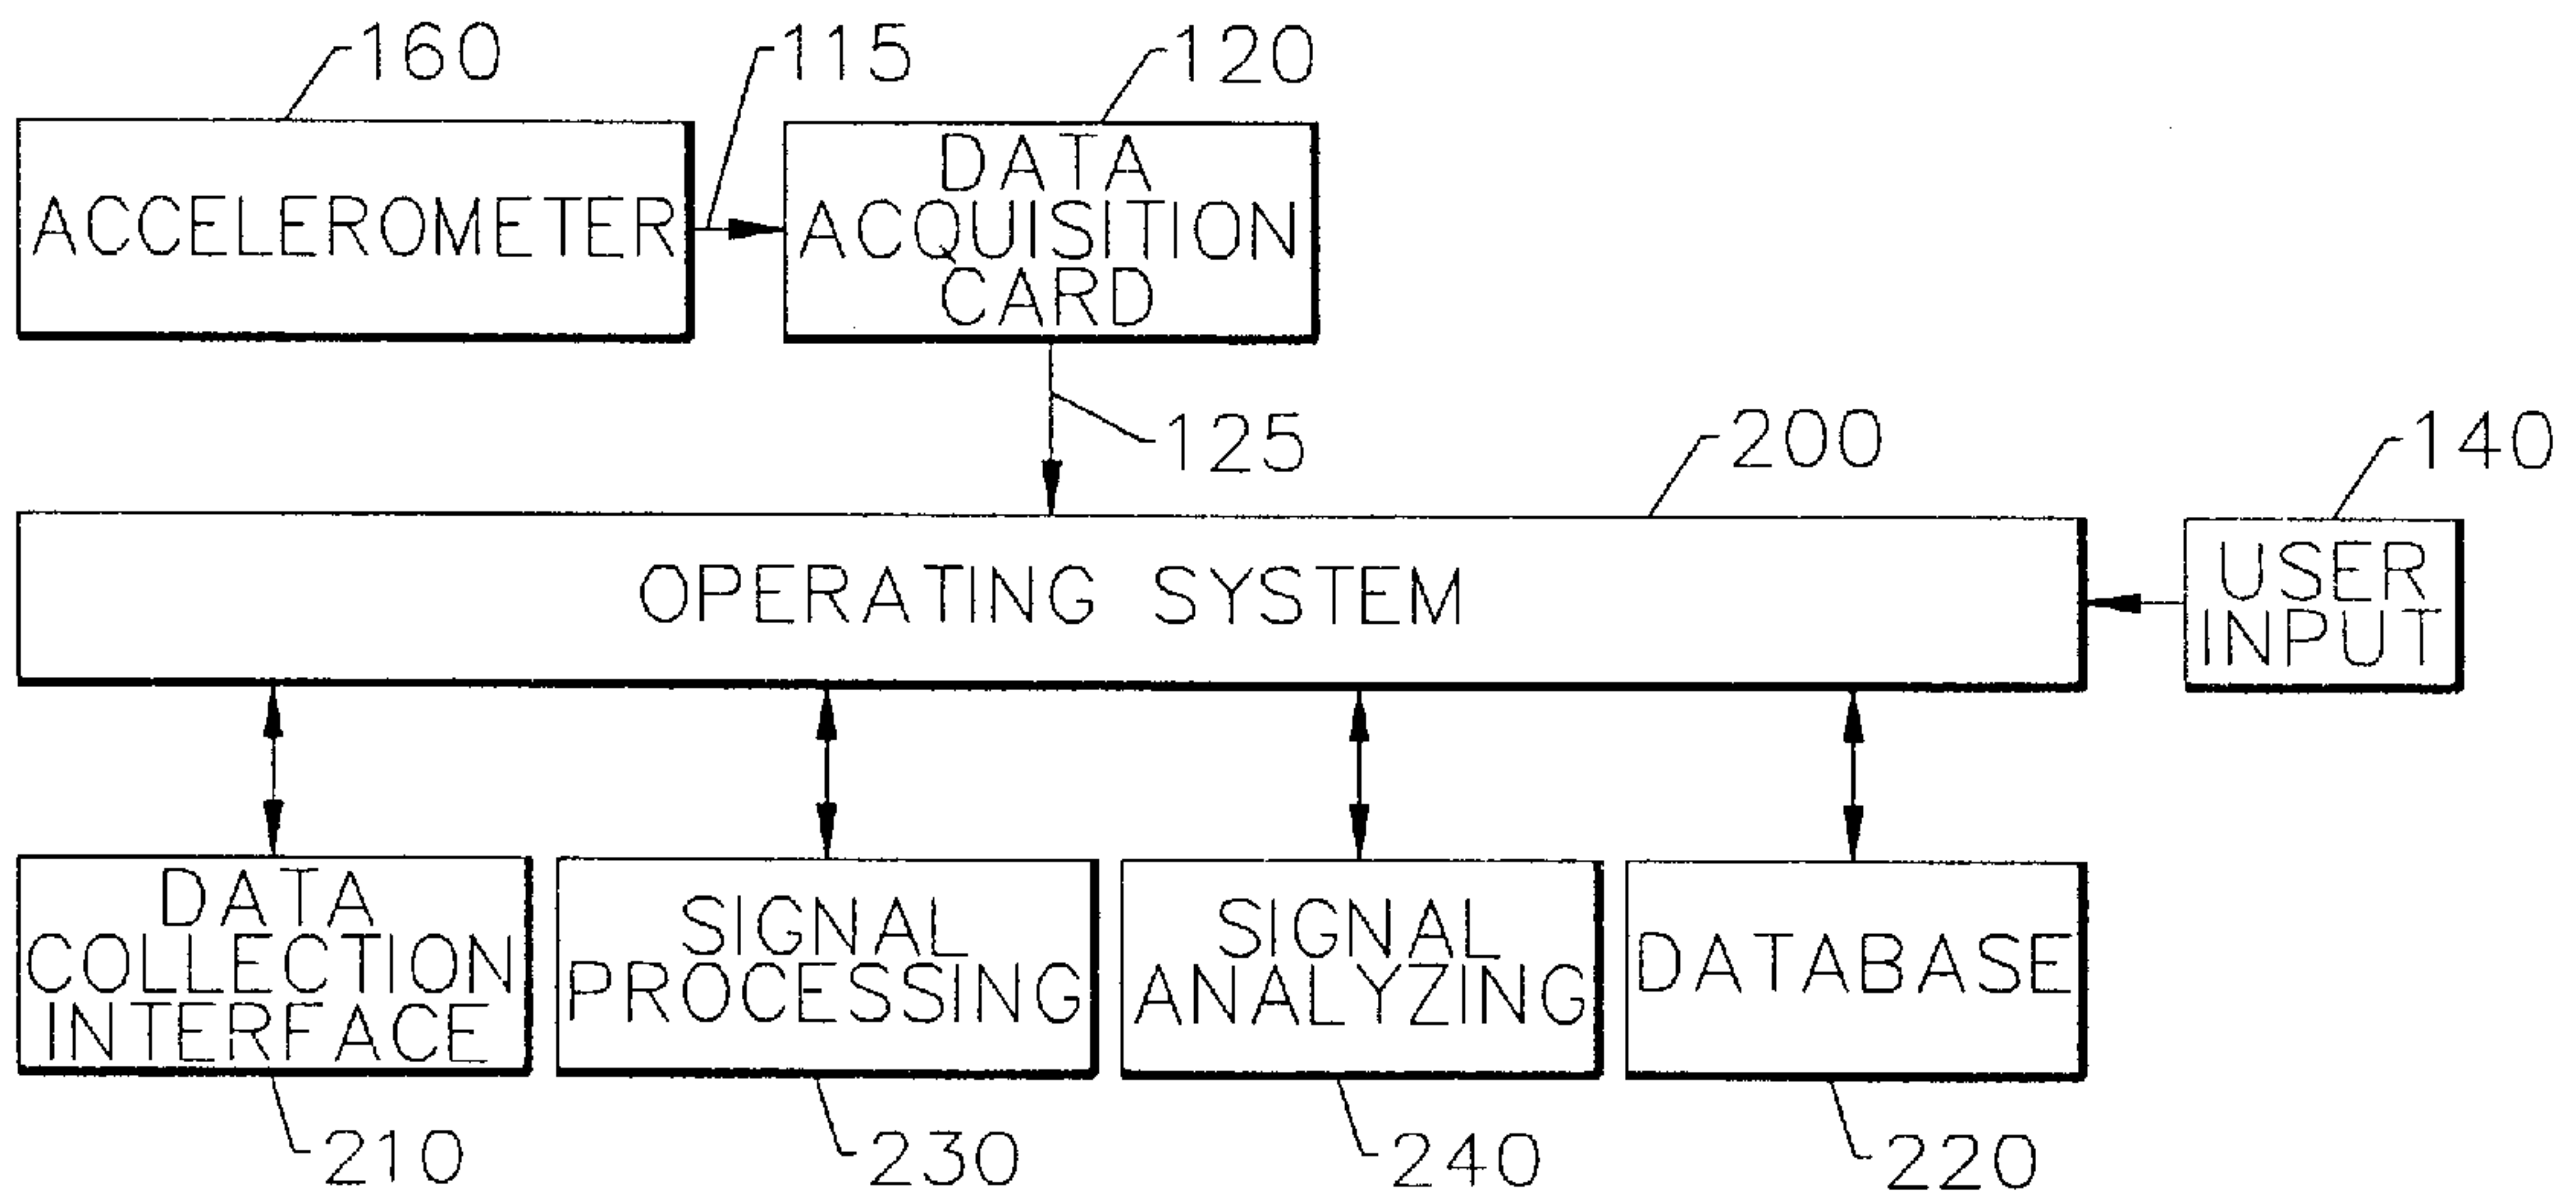 160
115
120
ACCELEROMETER
DATA
ACQUISITION
CARD
125
200
140
OPERATING SYSTEM
USER
INPUT
DATA
COLLECTION
INTERFACE
SIGNAL
PROCESSING
SIGNAL
ANALYZING
DATABASE
210
230
240
220